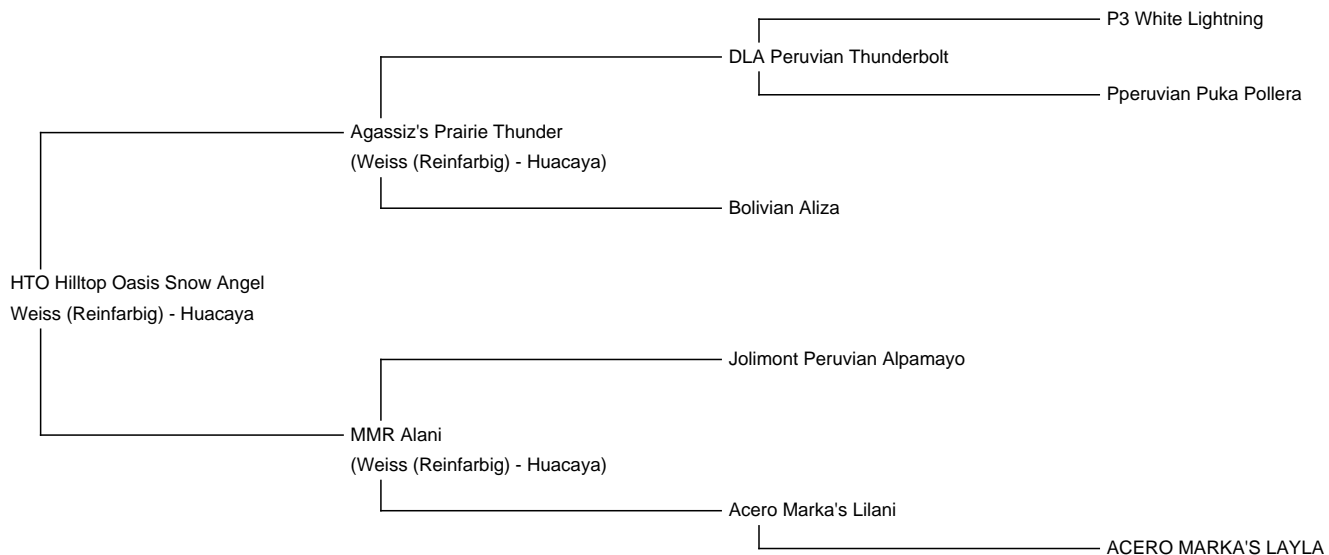 P3 White Lightning
DLA Peruvian Thunderbolt
Pperuvian Puka Pollera
Agassiz's Prairie Thunder
(Weiss (Reinfarbig) - Huacaya)
Bolivian Aliza
HTO Hilltop Oasis Snow Angel
Weiss (Reinfarbig) - Huacaya
Jolimont Peruvian Alpamayo
MMR Alani
(Weiss (Reinfarbig) - Huacaya)
Acero Marka's Lilani
ACERO MARKA'S LAYLA